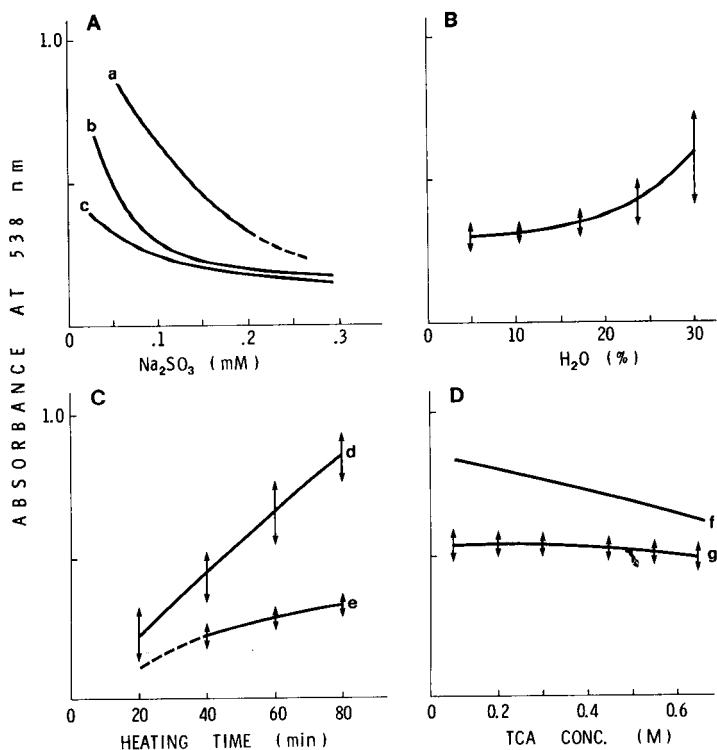 A
B
1.0
a
b
c
0
.1
.2
.3
Na2SO3 (mM)
0
10
20
30
H2O (%)
ABSORBANCE AT 538 nm
C
D
1.0
d
e
f
g
0
20
40
60
80
HEATING TIME (min)
0
0.2
0.4
0.6
TCA CONC. (M)